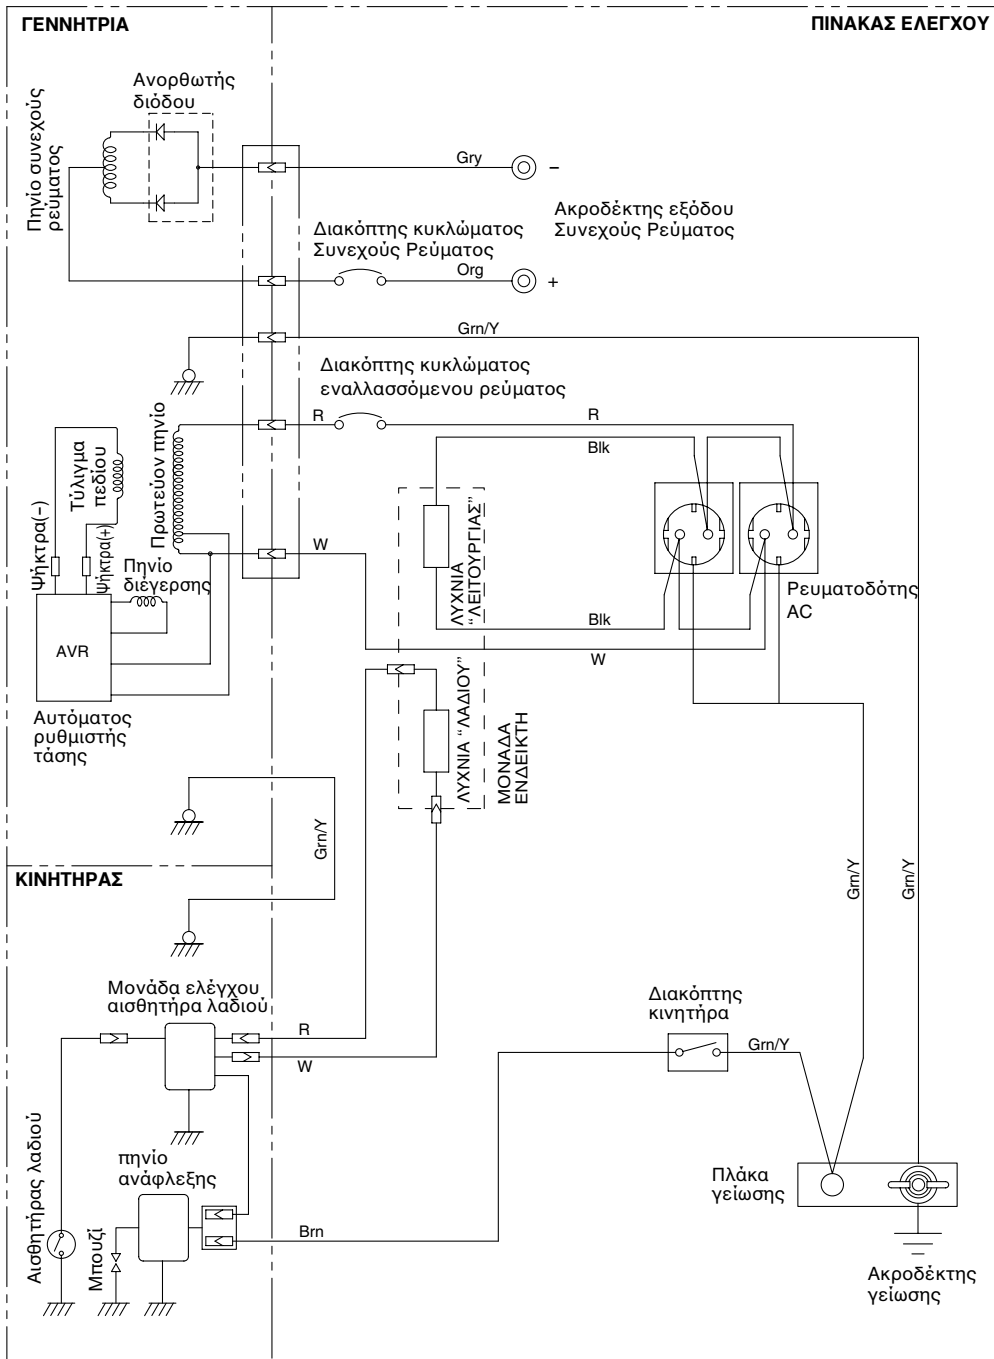 ΓΕΝΝΗΤΡΙΑ
ΠΙΝΑΚΑΣ ΕΛΕΓΧΟΥ
Ανορθωτής
διόδου
Πηνίο συνεχούς
ρεύματος
Gry
−
Ακροδέκτης εξόδου
Συνεχούς Ρεύματος
Διακόπτης κυκλώματος
Συνεχούς Ρεύματος
Org
+
Grn/Y
Διακόπτης κυκλώματος
εναλλασσόμενου ρεύματος
R
R
Blk
Πρωτεύον πηνίο
Τύλιγμα
πεδίου
Ψήκτρα(−)
Ψήκτρα(+)
Πηνίο
διέγερσης
W
ΛΥΧΝΙΑ
“ΛΕΙΤΟΥΡΓΙΑΣ”
Ρευματοδότης
AC
Blk
W
AVR
Αυτόματος
ρυθμιστής
τάσης
ΛΥΧΝΙΑ “ΛΑΔΙΟΥ”
ΜΟΝΑΔΑ
ΕΝΔΕΙΚΤΗ
Grn/Y
Grn/Y
Grn/Y
ΚΙΝΗΤΗΡΑΣ
Μονάδα ελέγχου
αισθητήρα λαδιού
R
W
Διακόπτης
κινητήρα
Grn/Y
Αισθητήρας λαδιού
πηνίο
ανάφλεξης
Μπουζί
Brn
Πλάκα
γείωσης
Ακροδέκτης
γείωσης